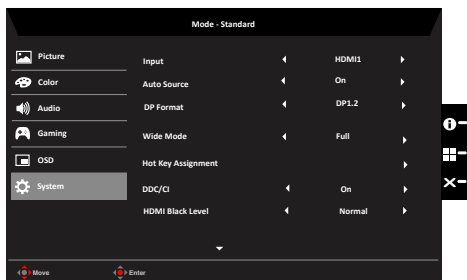 Mode - Standard
Picture
Color
Audio
Gaming
OSD
System
Input HDMI1
Auto Source On
DP Format DP1.2
Wide Mode Full
Hot Key Assignment
DDC/CI On
HDMI Black Level Normal
Move Enter